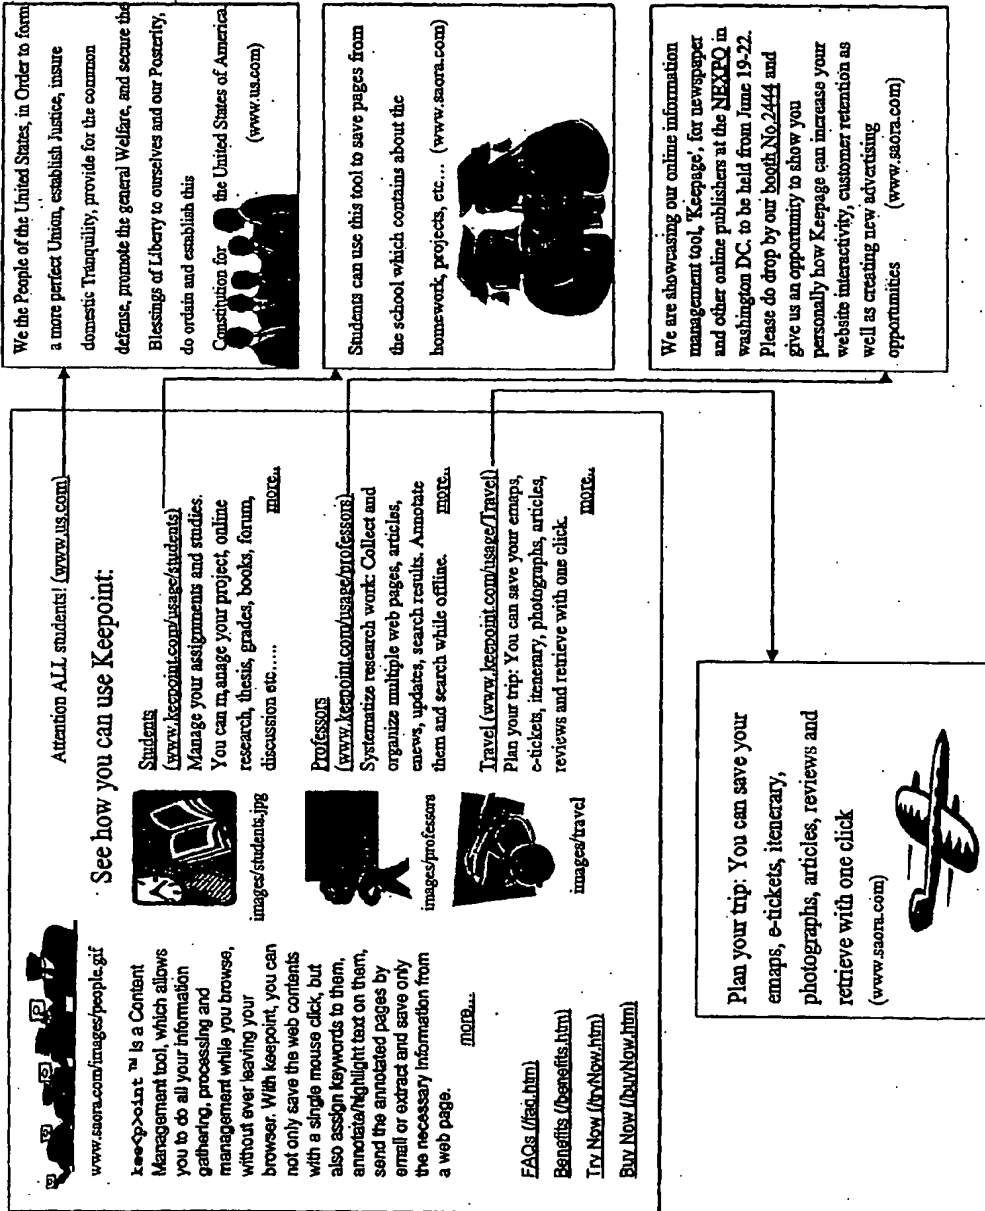 www.saora.com/images/people.gif
kee<p>oint ™ is a Content
Management tool, which allows
you to do all your information
gathering, processing and
management while you browse,
without ever leaving your
browser. With keepoint, you can
not only save the web contents
with a single mouse click, but
also assign keywords to them,
annotate/highlight text on them,
send the annotated pages by
email or extract and save only
the necessary information from
a web page.
more...
FAQs (/faq.htm)
Benefits (/benefits.htm)
Try Now (/tryNow.htm)
Buy Now (/buyNow.htm)
Attention ALL students! (www.us.com)
See how you can use Keepoint:
images/students.jpg
Students
(www.keepoint.com/usage/students)
Manage your assignments and studies.
You can m,anage your project, online
research, thesis, grades, books, forum,
discussion etc......
more..
images/professors
Professors
(www.keepoint.com/usage/professors)
Systematize research work: Collect and
organize multiple web pages, articles,
enews, updates, search results. Annotate
them and search while offline.
more..
images/travel
Travel (www.keepoint.com/usage/Travel)
Plan your trip: You can save your emaps,
e-tickets, itenerary, photographs, articles,
reviews and retrieve with one click.
more..
We the People of the United States, in Order to form
a more perfect Union, establish Justice, insure
domestic Tranquility, provide for the common
defense, promote the general Welfare, and secure the
Blessings of Liberty to ourselves and our Posterity,
do ordain and establish this
Constitution for the United States of America
(www.us.com)
Students can use this tool to save pages from
the school which contains about the
homework, projects, etc... (www.saora.com)
We are showcasing our online information
management tool, 'Keepage', for newspaper
and other online publishers at the NEXPO in
washington DC. to be held from June 19-22.
Please do drop by our booth No.2444 and
give us an opportunity to show you
personally how Keepage can increase your
website interactivity, customer retention as
well as creating new advertising
opportunities (www.saora.com)
Plan your trip: You can save your
emaps, e-tickets, itenerary,
photographs, articles, reviews and
retrieve with one click
(www.saora.com)